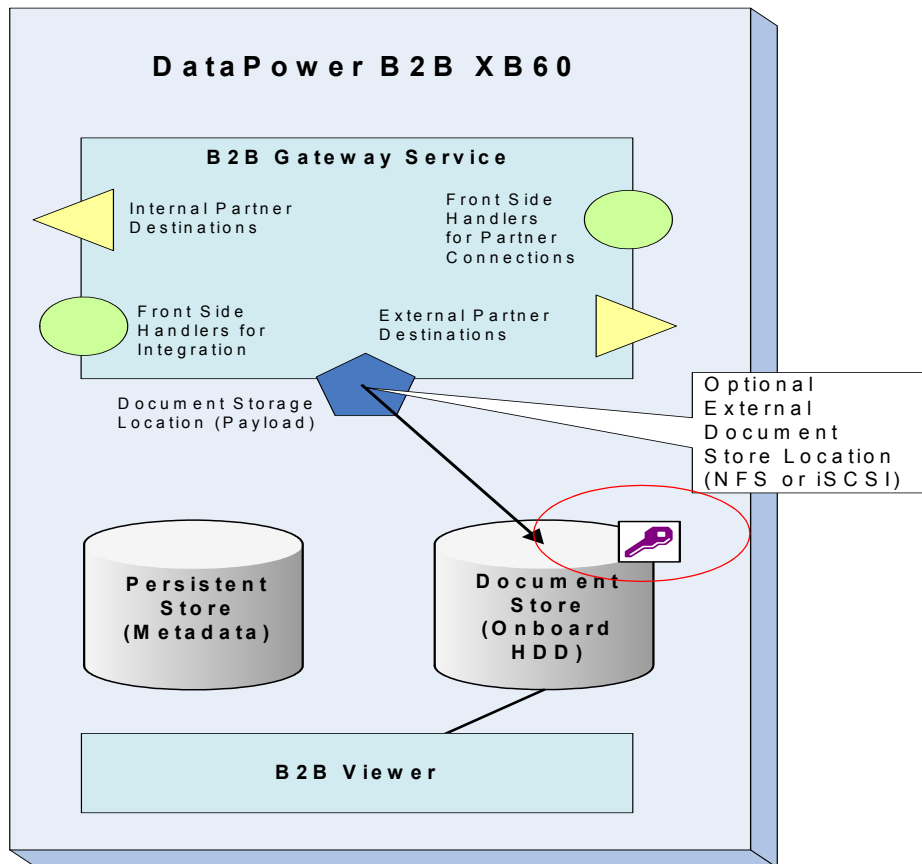 DataPower B2B XB60
B2B Gateway Service
Internal Partner
Destinations
Front Side
Handlers
for Partner
Connections
Front Side
Handlers for
Integration
External Partner
Destinations
Document Storage
Location (Payload)
Optional
External
Document
Store Location
(NFS or iSCSI)
Persistent
Store
(Metadata)
Document
Store
(Onboard
HDD)
B2B Viewer